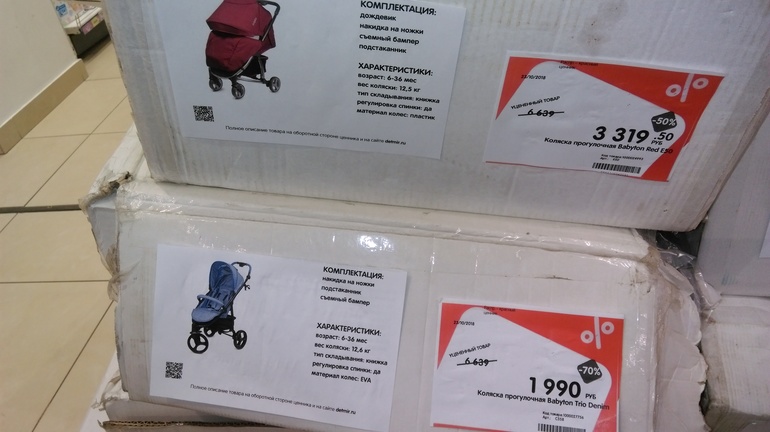 КОМПЛЕКТАЦИЯ:
дождевик
накидка на ножки
съемный бампер
подстаканник
ХАРАКТЕРИСТИКИ:
возраст: 6-36 мес
вес коляски: 12,5 кг
тип складывания: книжка
регулировка спинки: да
материал колес: пластик
Полное описание товара на оборотной стороне ценника и на сайте detmir.ru
23/10/2018
УЦЕНЕННЫЙ ТОВАР
6 639
%
-50%
3 319.50
РУБ
Коляска прогулочная Babyton Red E50
КОМПЛЕКТАЦИЯ:
накидка на ножки
подстаканник
съемный бампер
ХАРАКТЕРИСТИКИ:
возраст: 6-36 мес
вес коляски: 12,6 кг
тип складывания: книжка
регулировка спинки: да
материал колес: EVA
Полное описание товара на оборотной стороне ценника и на сайте detmir.ru
УЦЕНЕННЫЙ ТОВАР
6 639
%
-70%
1 990 РУБ
Коляска прогулочная Babyton Trio Denim